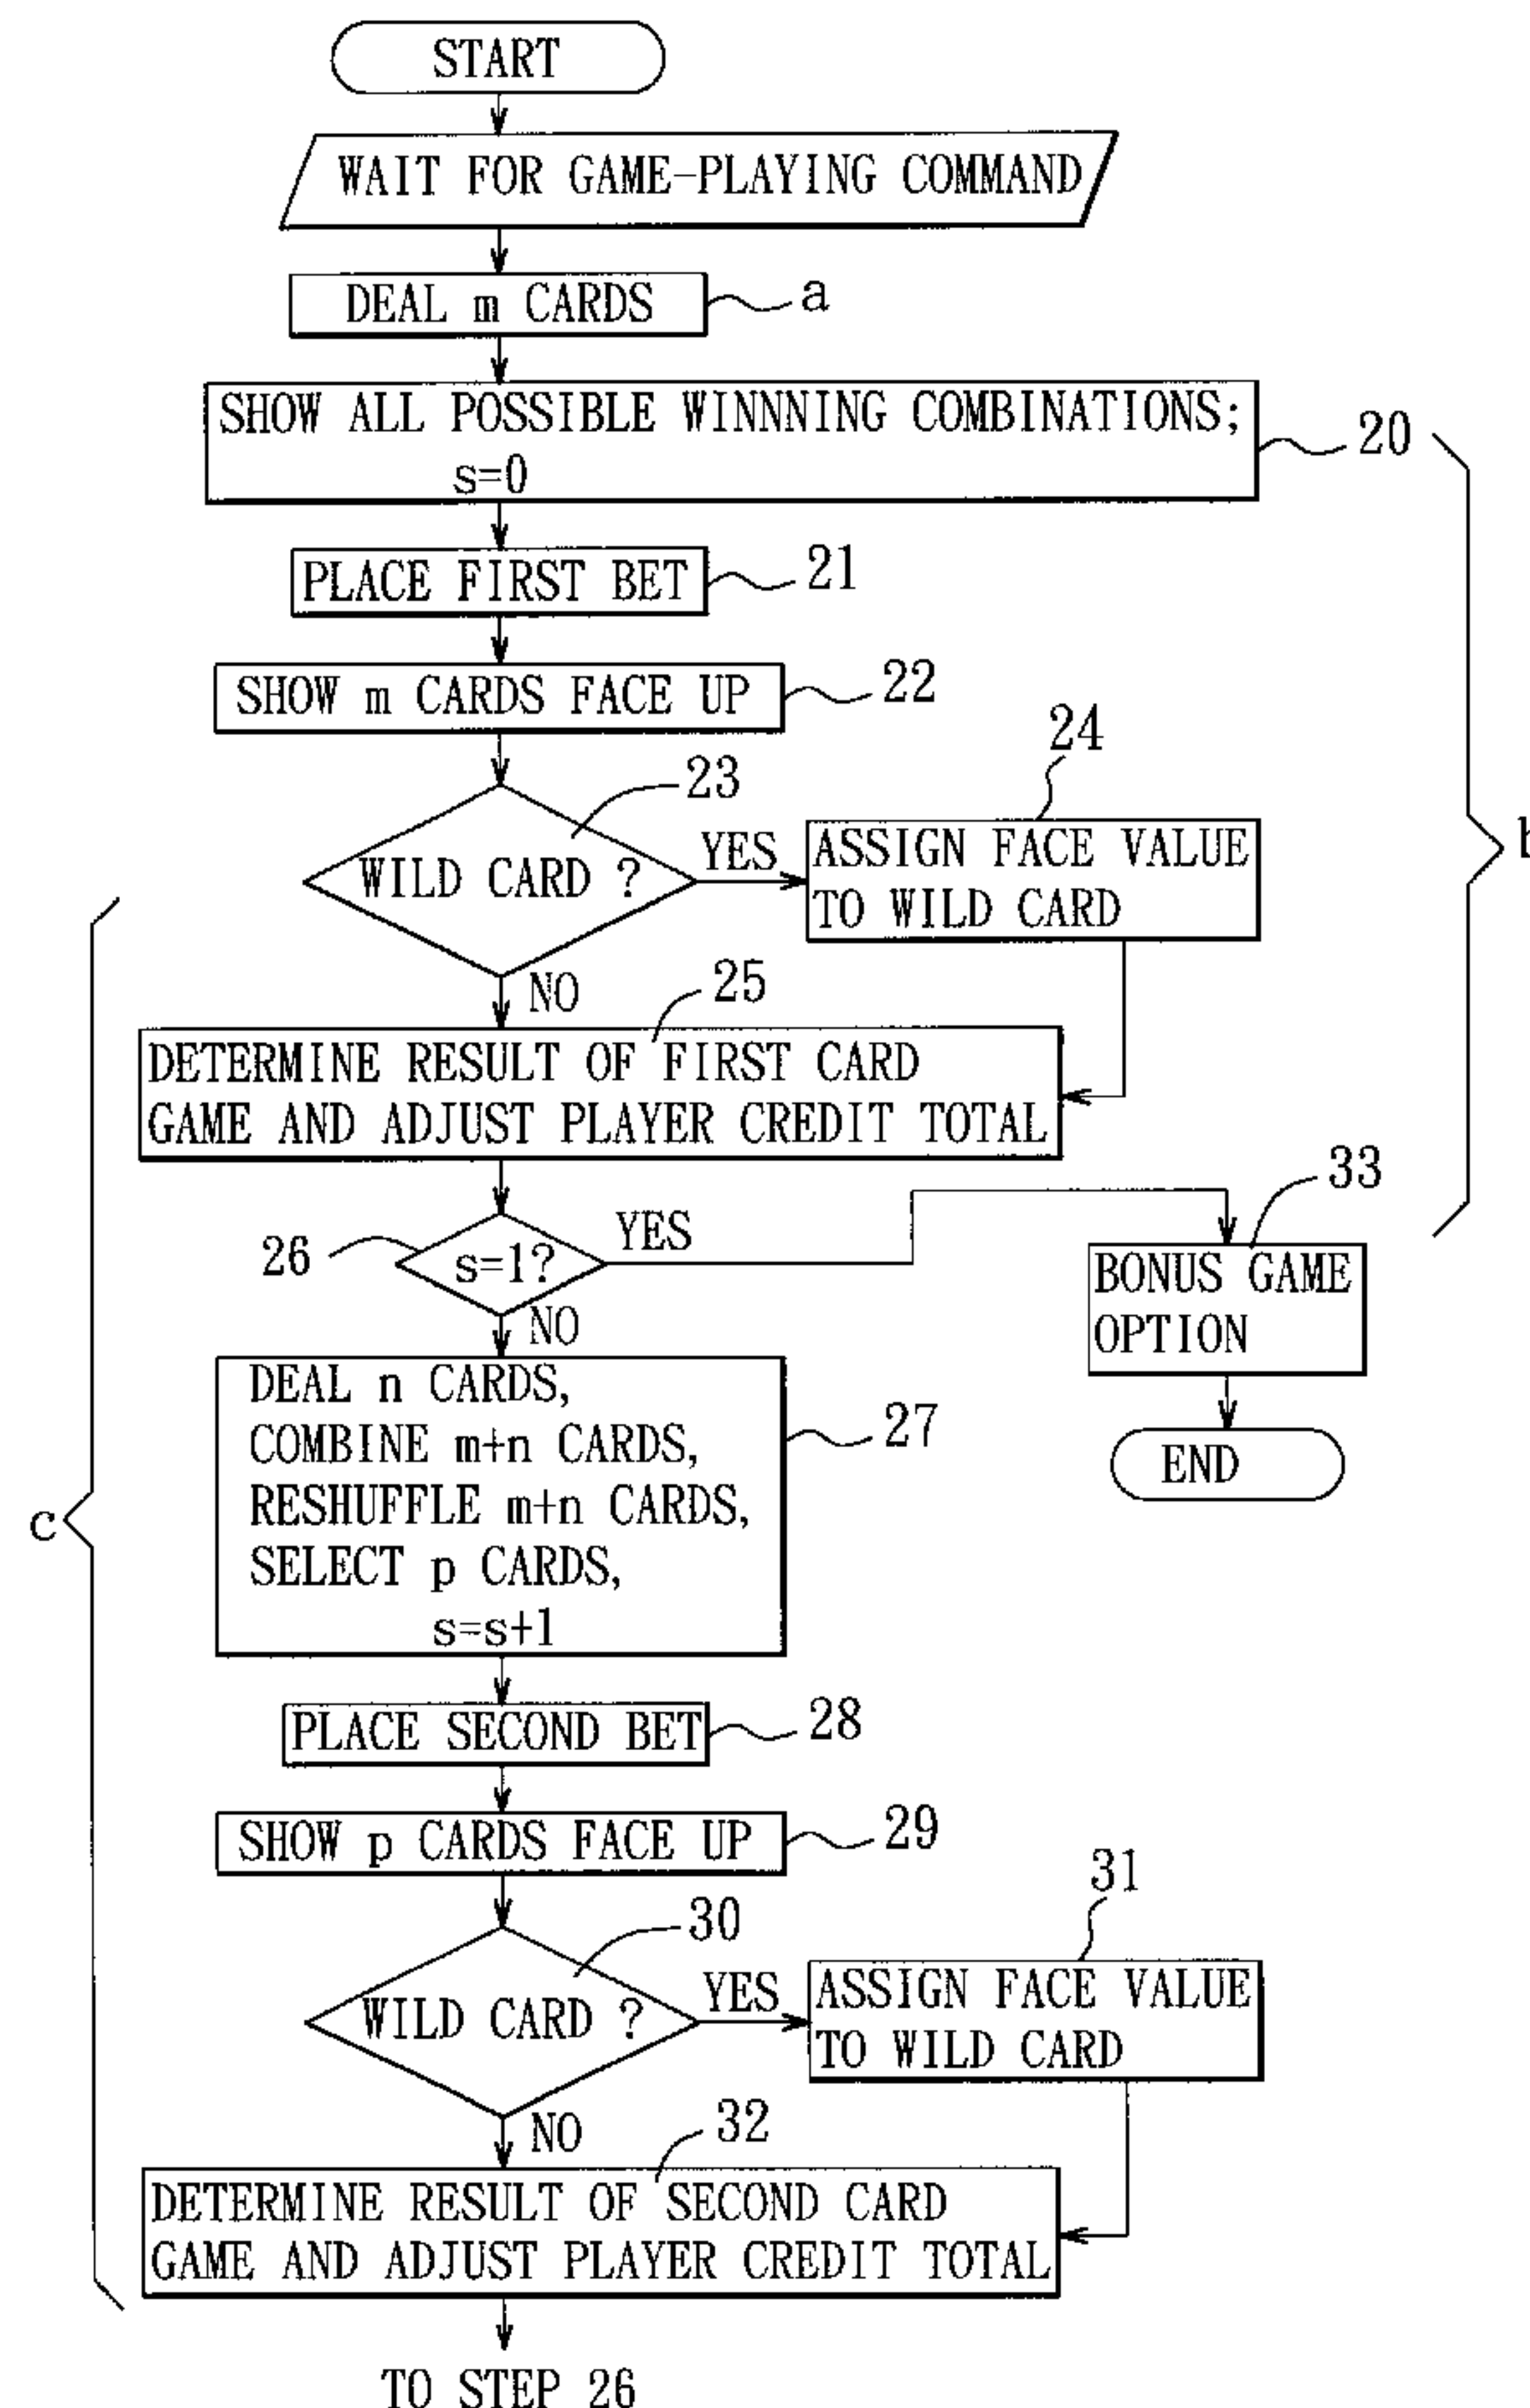 START
WAIT FOR GAME-PLAYING COMMAND
DEAL m CARDS
a
SHOW ALL POSSIBLE WINNNING COMBINATIONS;
s=0
20
PLACE FIRST BET
21
SHOW m CARDS FACE UP
22
23
WILD CARD ?
YES
NO
24
ASSIGN FACE VALUE
TO WILD CARD
b
25
DETERMINE RESULT OF FIRST CARD
GAME AND ADJUST PLAYER CREDIT TOTAL
26
s=1?
YES
NO
33
BONUS GAME
OPTION
END
DEAL n CARDS,
COMBINE m+n CARDS,
RESHUFFLE m+n CARDS,
SELECT p CARDS,
s=s+1
27
c
PLACE SECOND BET
28
SHOW p CARDS FACE UP
29
30
WILD CARD ?
YES
NO
31
ASSIGN FACE VALUE
TO WILD CARD
32
DETERMINE RESULT OF SECOND CARD
GAME AND ADJUST PLAYER CREDIT TOTAL
TO STEP 26